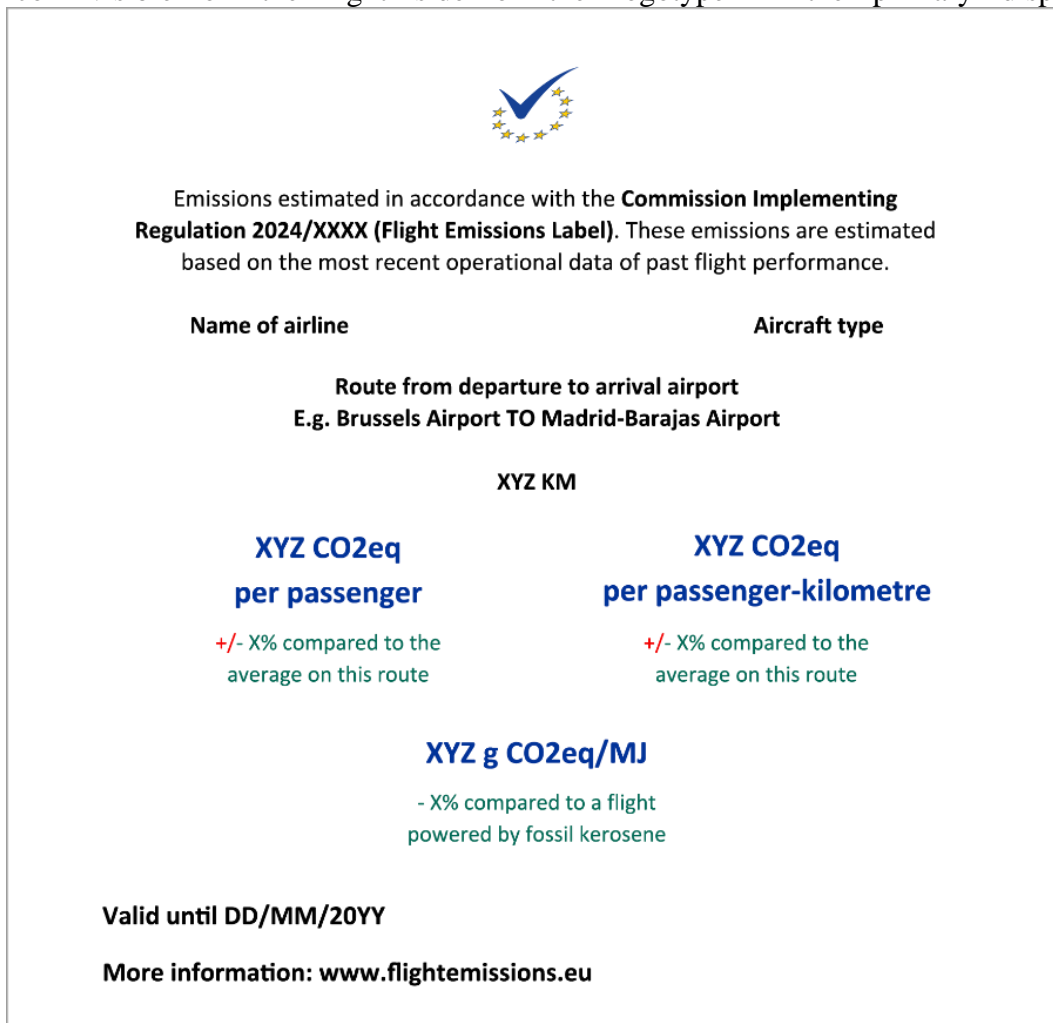 Emissions estimated in accordance with the Commission Implementing
Regulation 2024/XXXX (Flight Emissions Label). These emissions are estimated
based on the most recent operational data of past flight performance.
Name of airline Aircraft type
Route from departure to arrival airport
E.g. Brussels Airport TO Madrid-Barajas Airport
XYZ KM
XYZ CO2eq
per passenger
+/- X% compared to the
average on this route
XYZ CO2eq
per passenger-kilometre
+/- X% compared to the
average on this route
XYZ g CO2eq/MJ
- X% compared to a flight
powered by fossil kerosene
Valid until DD/MM/20YY
More information: www.flightemissions.eu